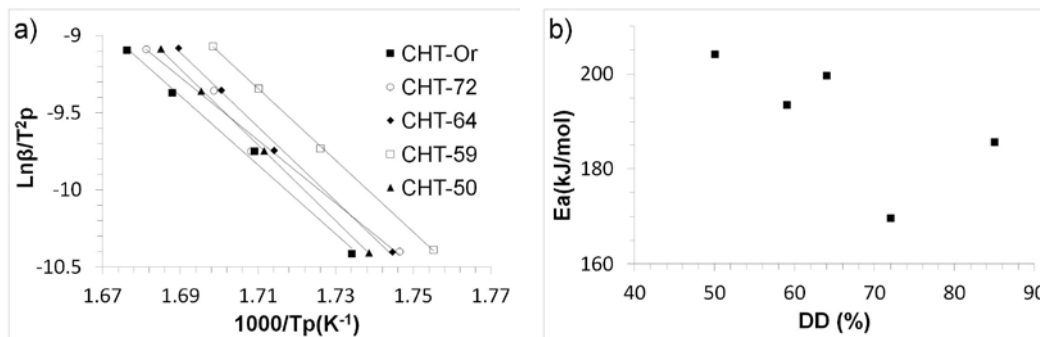 a)
-9
-9.5
-10
-10.5
Lnβ/T²p
1.67 1.69 1.71 1.73 1.75 1.77
1000/Tp(K⁻¹)
CHT-Or
CHT-72
CHT-64
CHT-59
CHT-50
b)
200
180
160
Ea(kJ/mol)
40 50 60 70 80 90
DD (%)